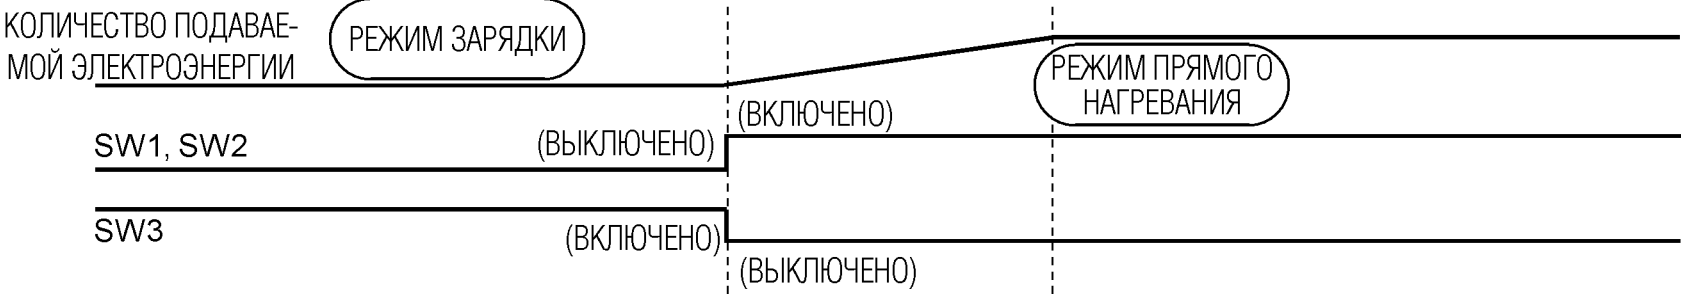 КОЛИЧЕСТВО ПОДАВАЕ-
МОЙ ЭЛЕКТРОЭНЕРГИИ
РЕЖИМ ЗАРЯДКИ
РЕЖИМ ПРЯМОГО
НАГРЕВАНИЯ
(ВКЛЮЧЕНО)
SW1, SW2
(ВЫКЛЮЧЕНО)
SW3
(ВКЛЮЧЕНО)
(ВЫКЛЮЧЕНО)